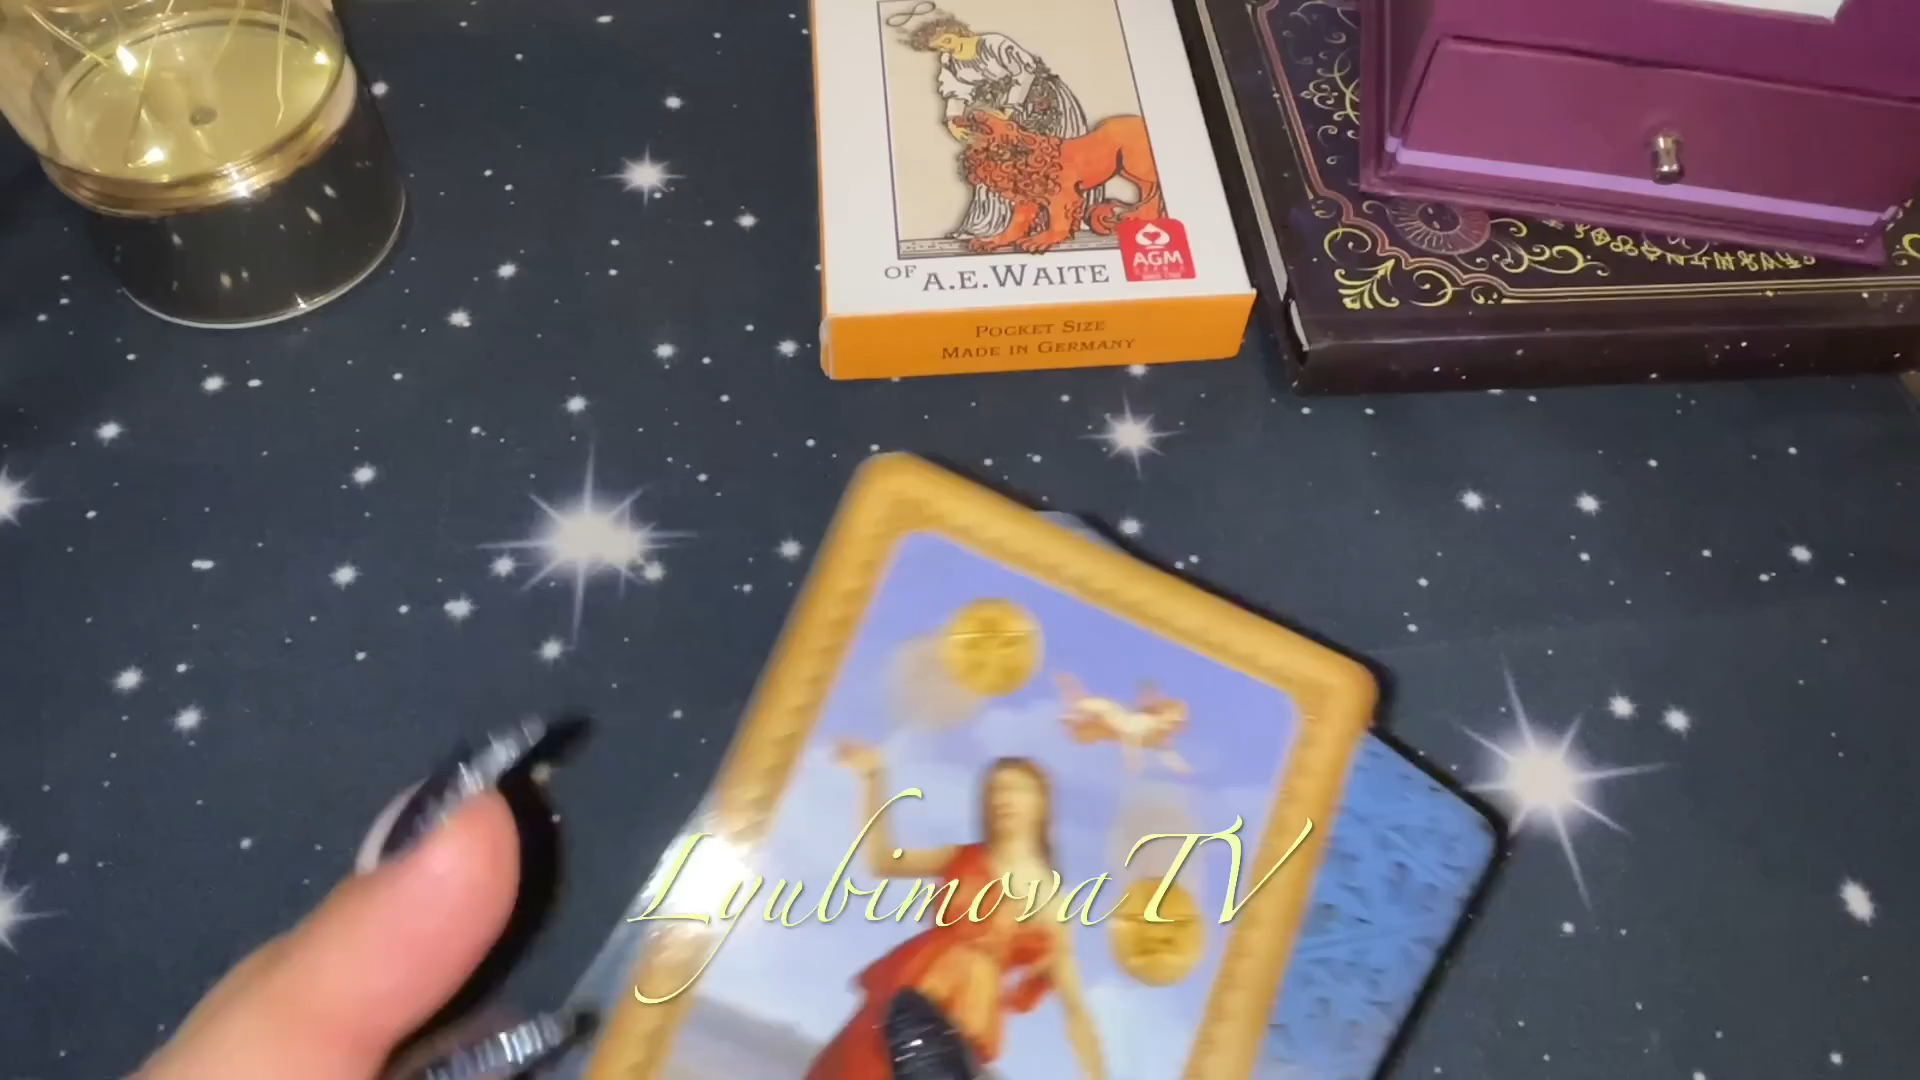 OF A.E.WAITE
AGM
POCKET SIZE
MADE IN GERMANY
LyubimovaTV